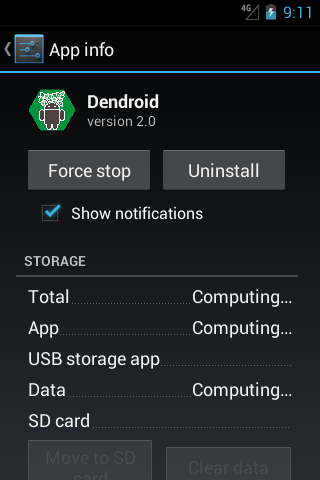 4G 9:11
App info
Dendroid
version 2.0
Force stop
Uninstall
Show notifications
STORAGE
Total Computing...
App Computing...
USB storage app
Data Computing...
SD card
Move to SD
card
Clear data